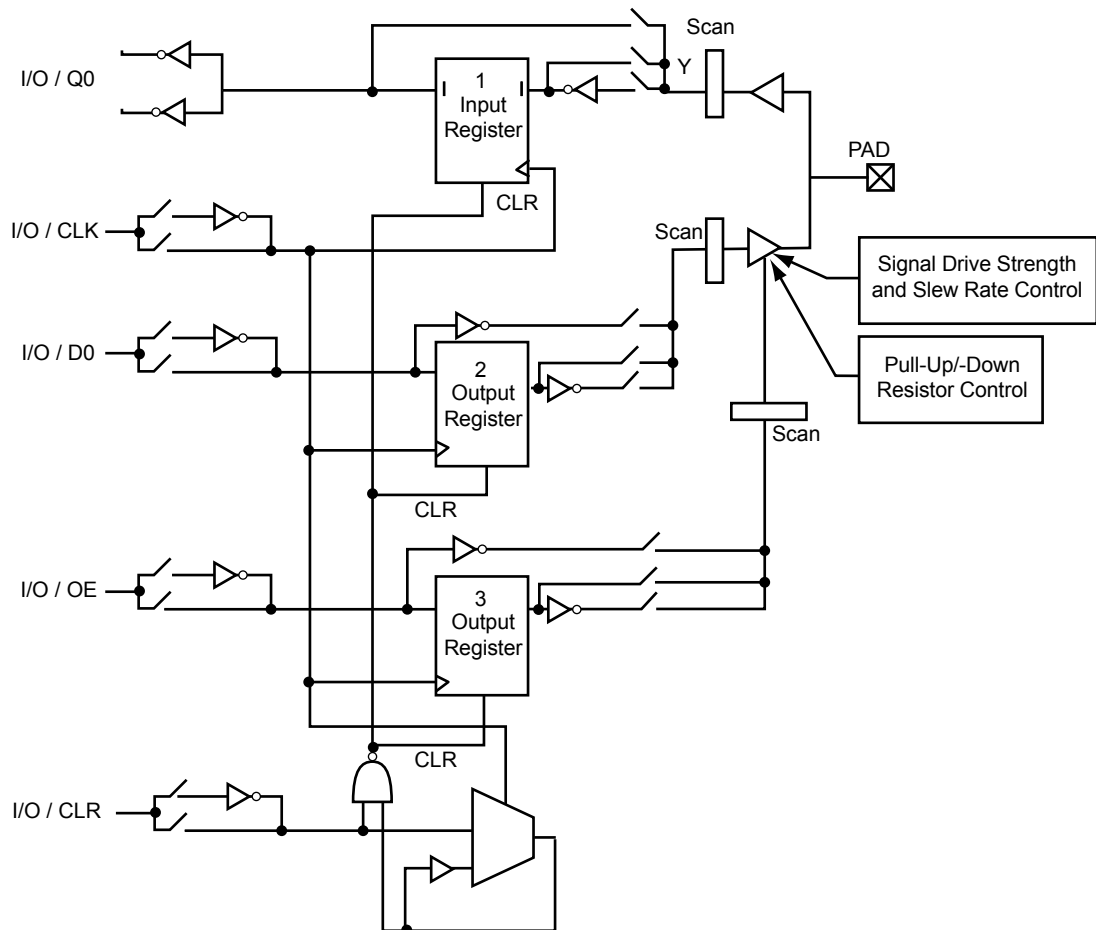 Scan
I/O / Q0
1
Input
Register
Y
PAD
CLR
I/O / CLK
Scan
Signal Drive Strength
and Slew Rate Control
I/O / D0
2
Output
Register
Pull-Up/-Down
Resistor Control
Scan
CLR
I/O / OE
3
Output
Register
CLR
I/O / CLR